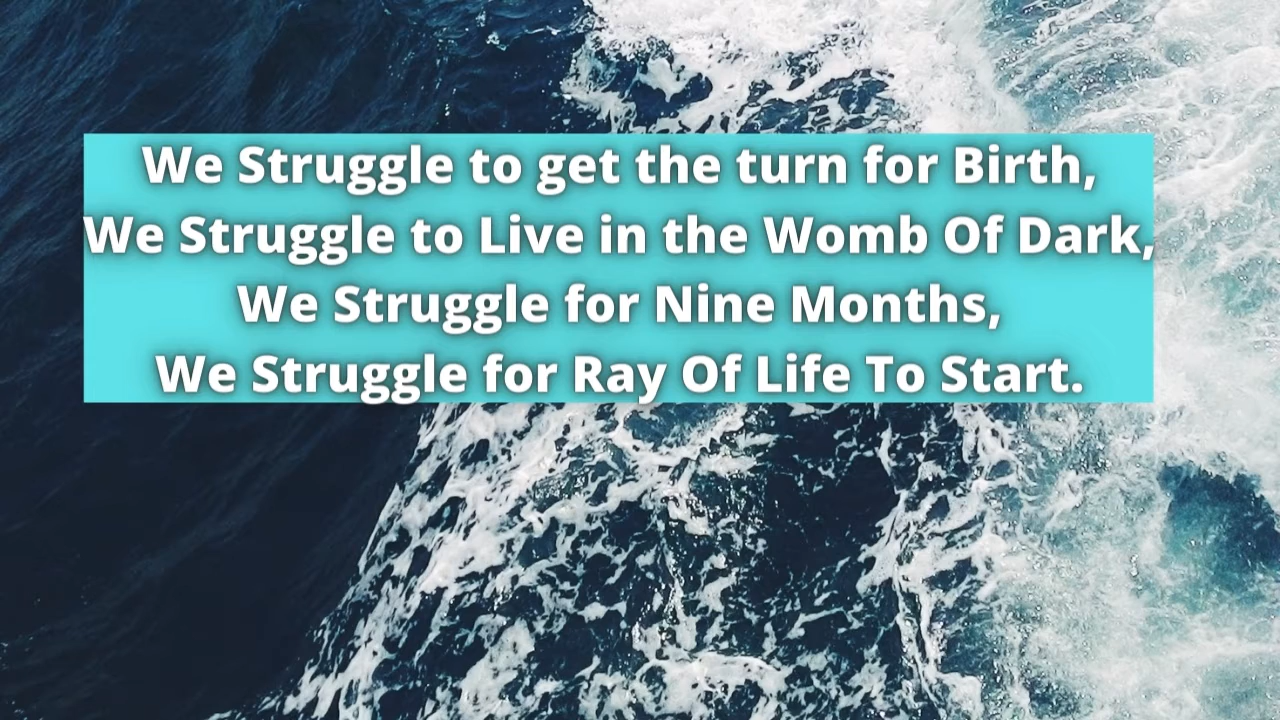 We Struggle to get the turn for Birth,
We Struggle to Live in the Womb Of Dark,
We Struggle for Nine Months,
We Struggle for Ray Of Life To Start.